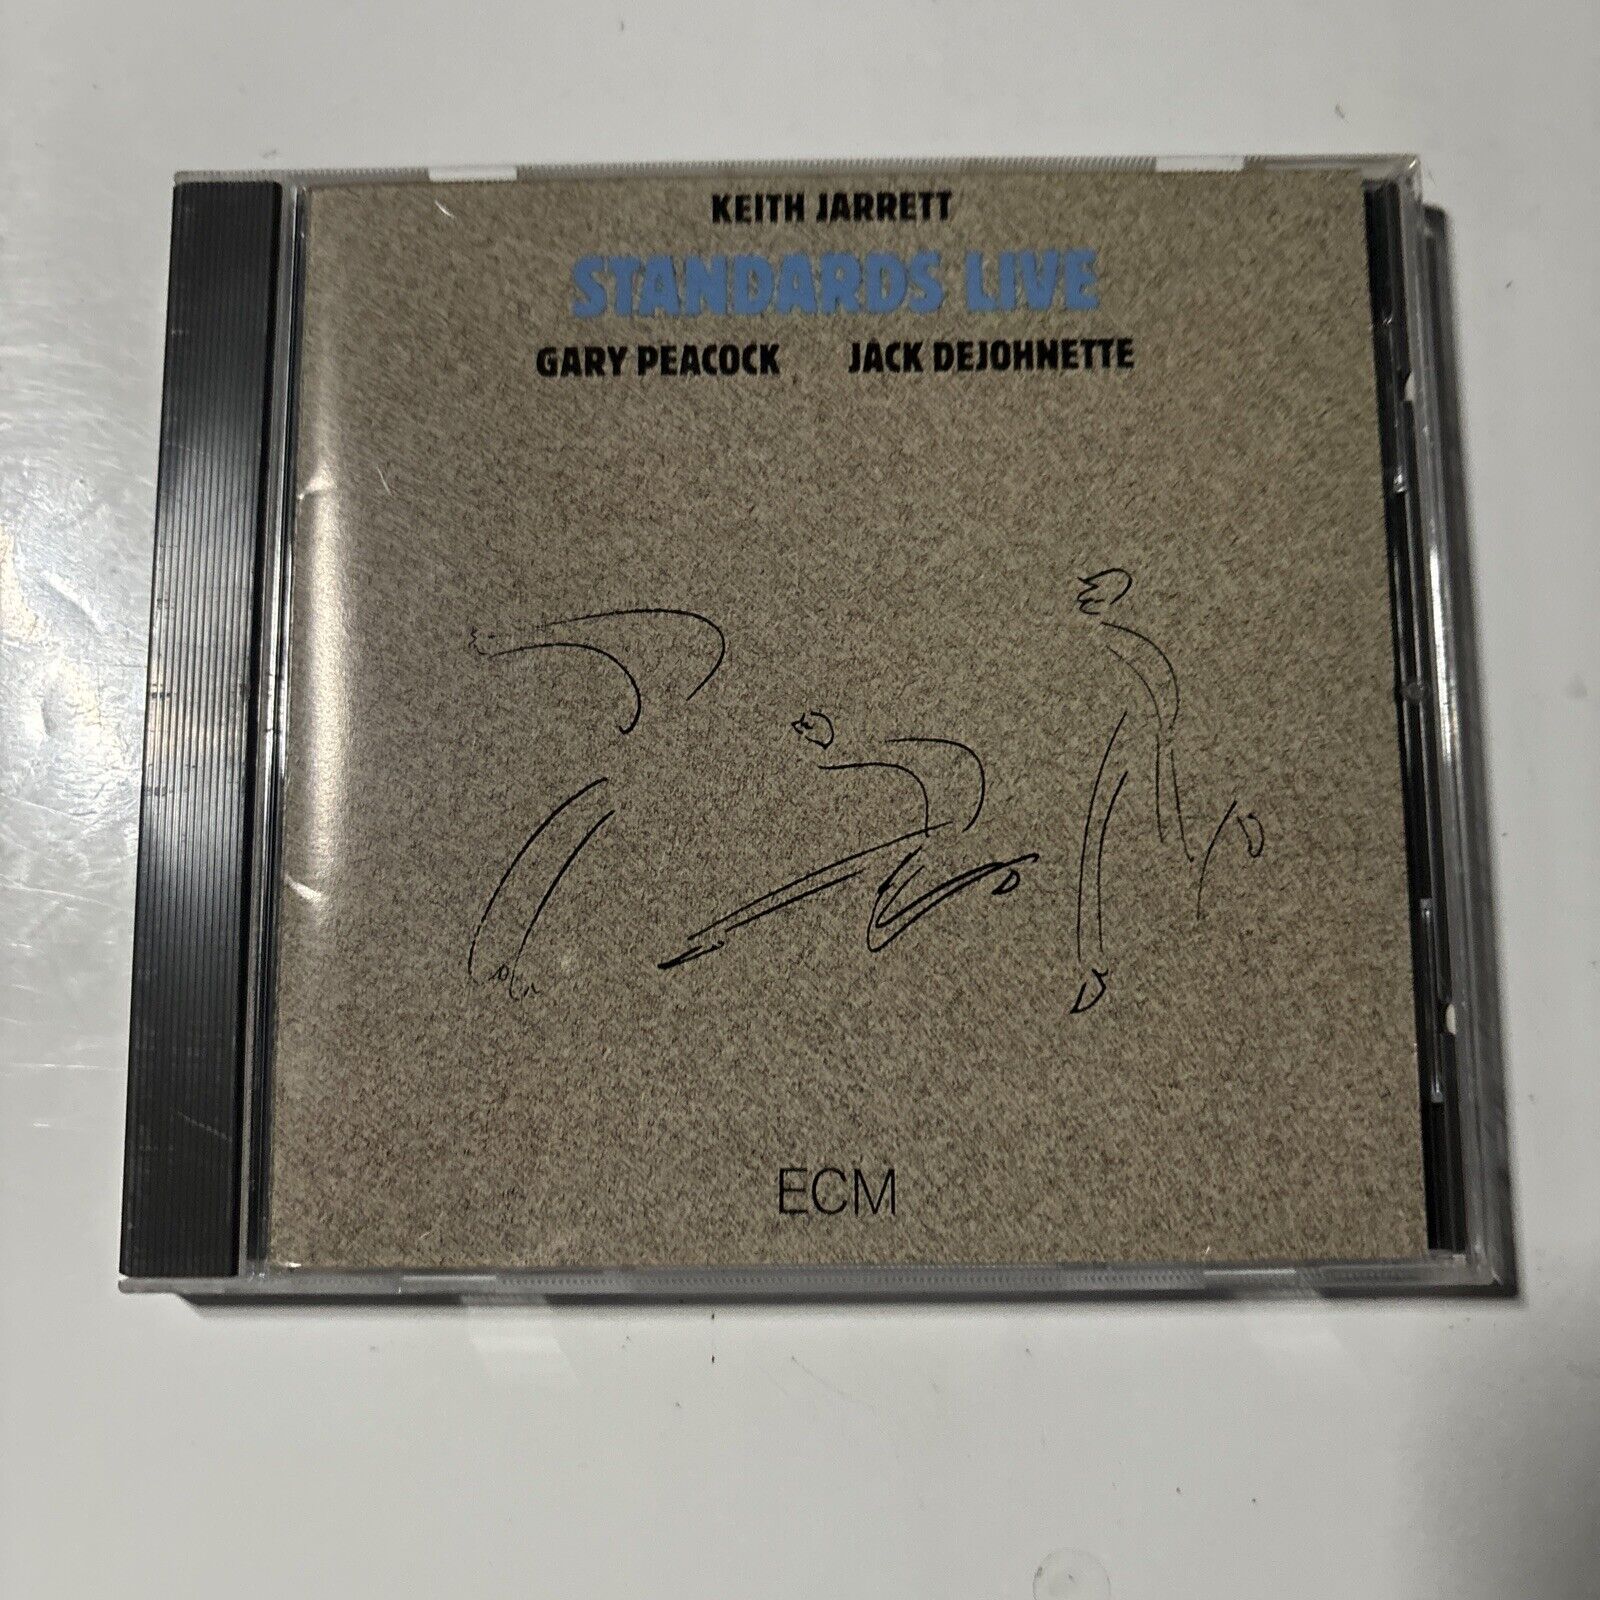 KEITH JARRETT
STANDARDS LIVE
GARY PEACOCK JACK DEJOHNETTE
ECM